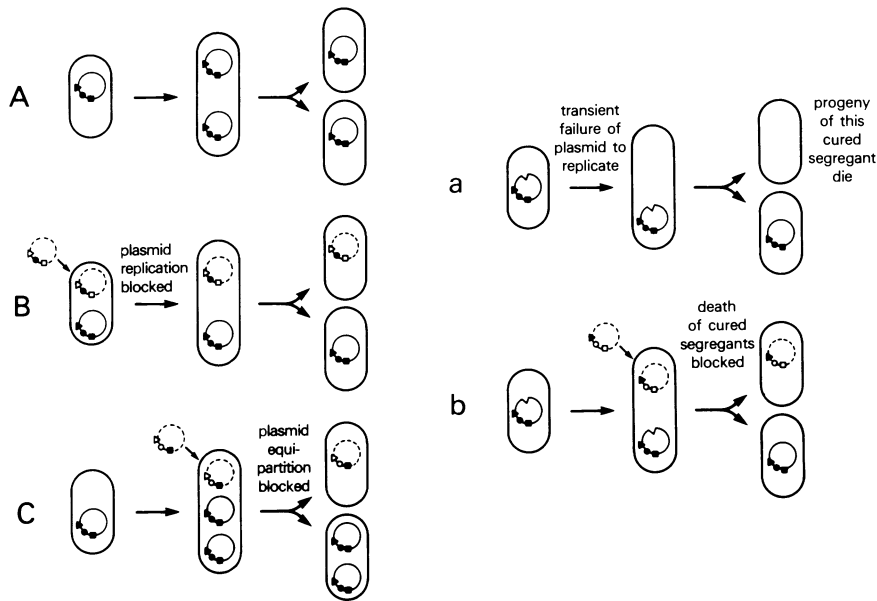 A
B
plasmid
replication
blocked
C
plasmid
equi-
partition
blocked
a
transient
failure of
plasmid to
replicate
progeny
of this
cured
segregant
die
b
death
of cured
segregants
blocked